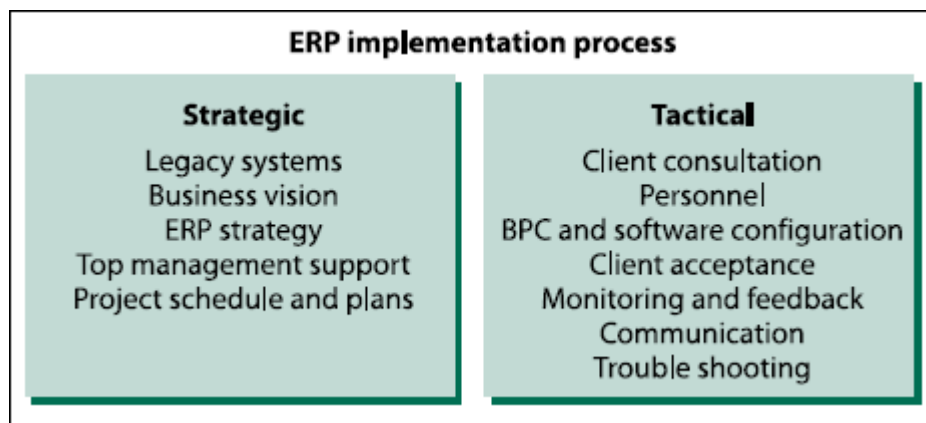 ERP implementation process
Strategic
Legacy systems
Business vision
ERP strategy
Top management support
Project schedule and plans
Tactical
Client consultation
Personnel
BPC and software configuration
Client acceptance
Monitoring and feedback
Communication
Trouble shooting